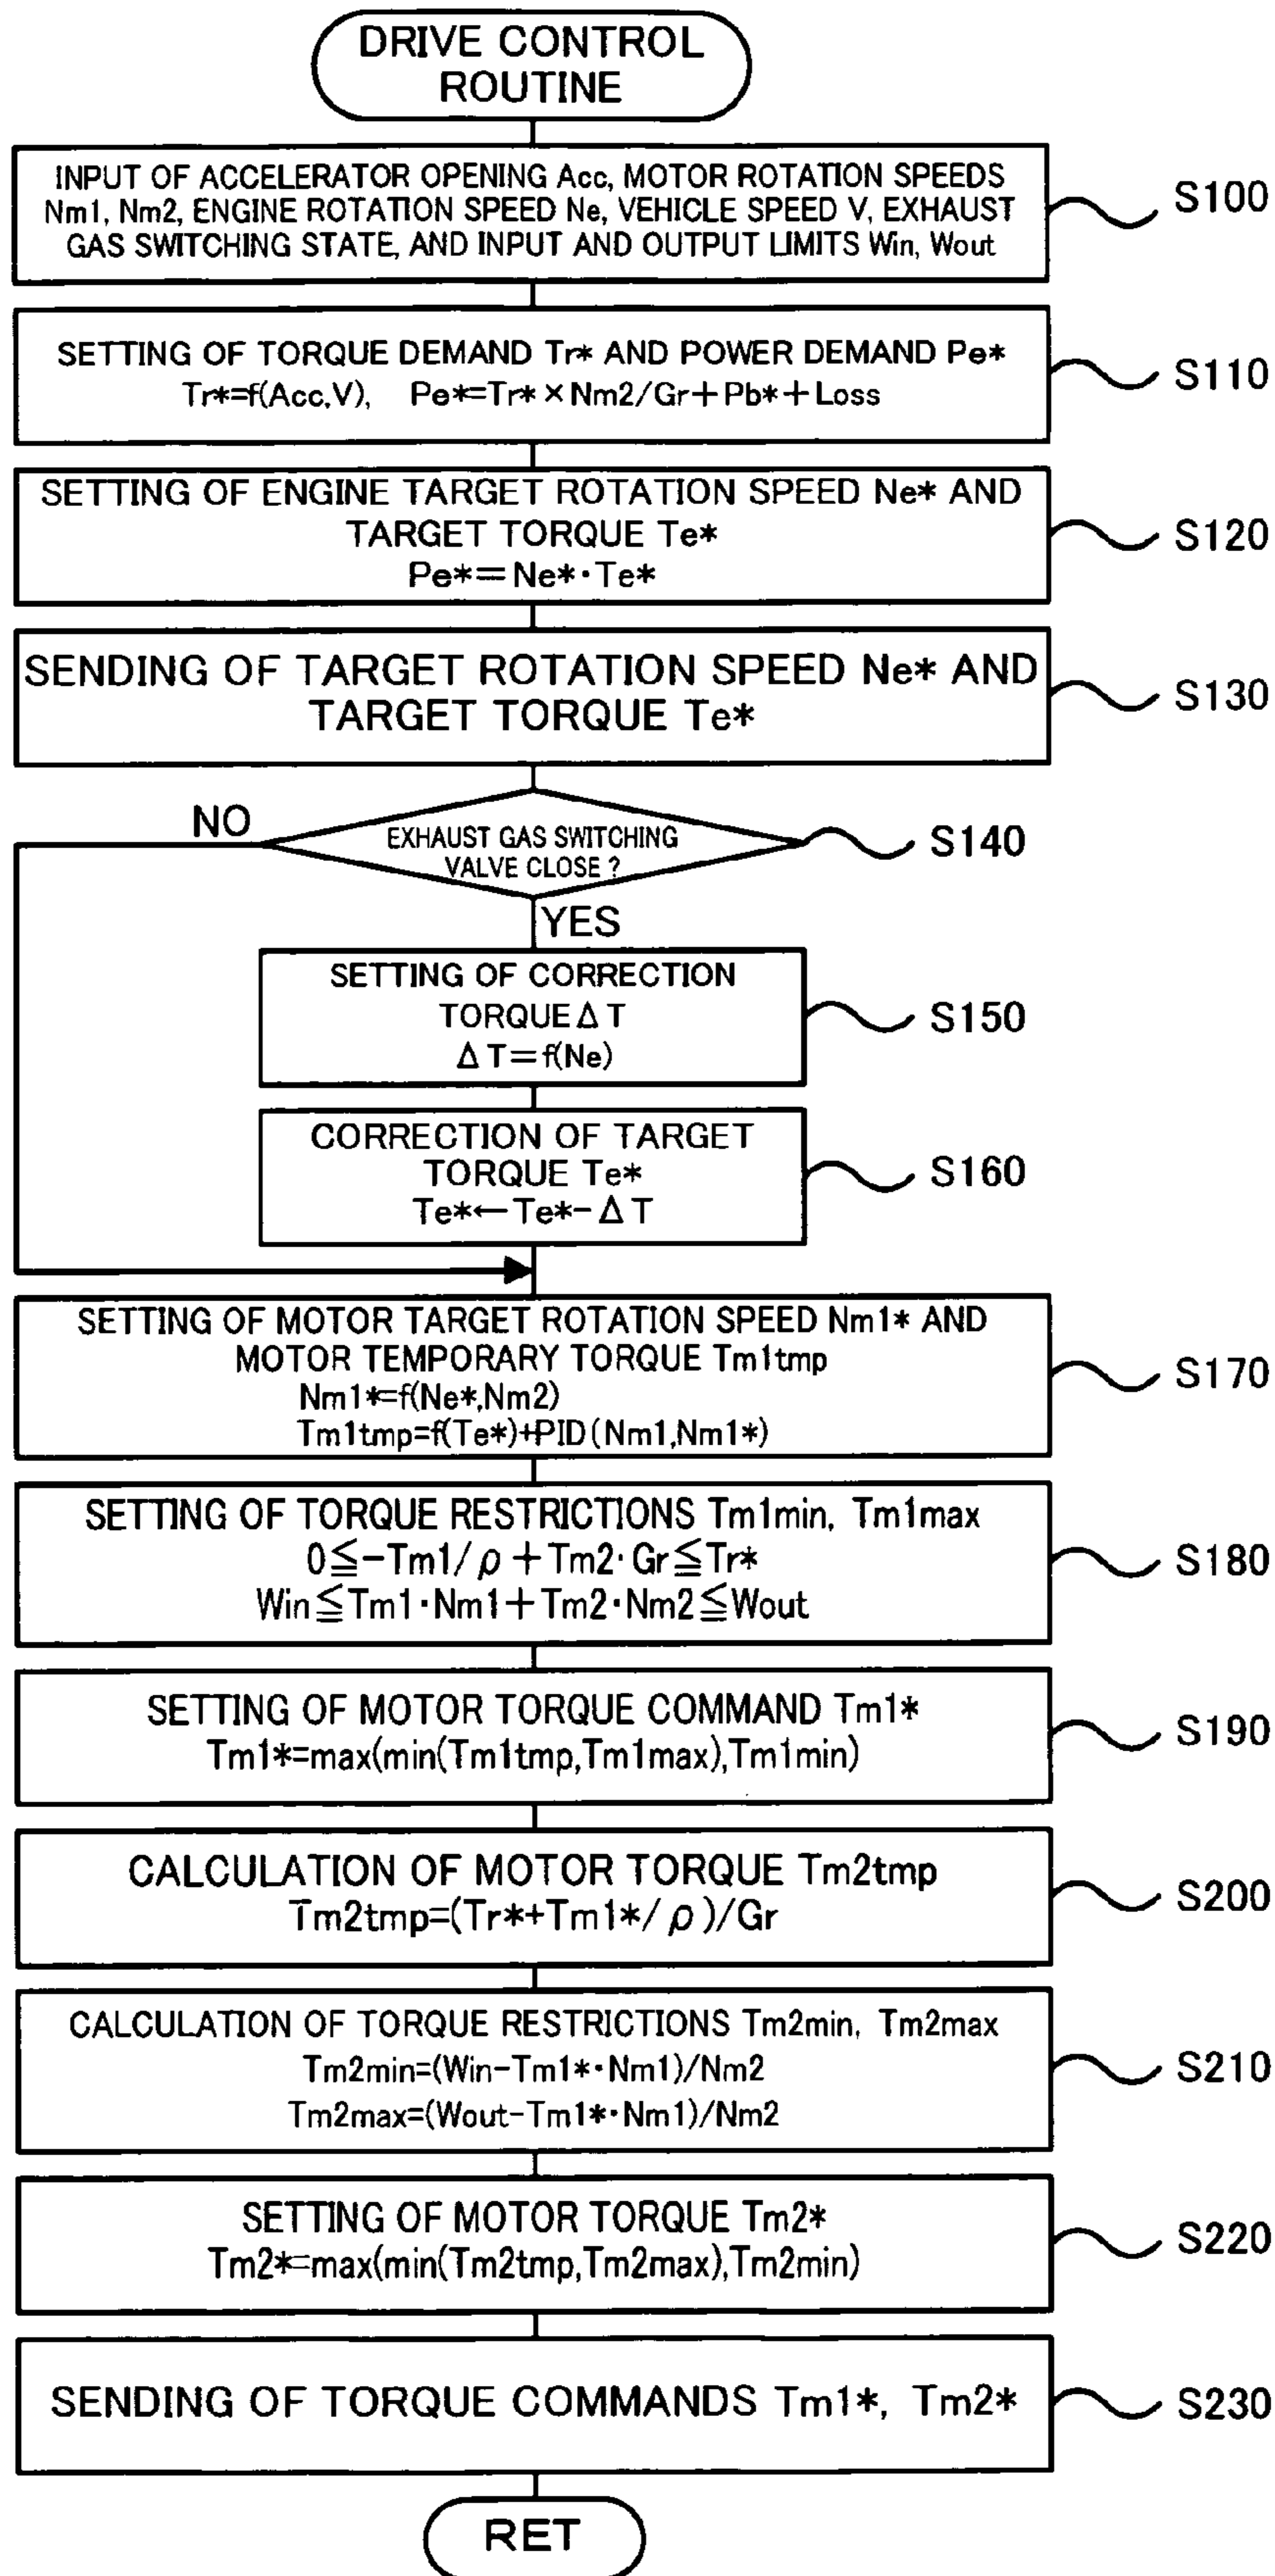 DRIVE CONTROL
ROUTINE
INPUT OF ACCELERATOR OPENING Acc, MOTOR ROTATION SPEEDS
Nm1, Nm2, ENGINE ROTATION SPEED Ne, VEHICLE SPEED V, EXHAUST
GAS SWITCHING STATE, AND INPUT AND OUTPUT LIMITS Win, Wout
S100
SETTING OF TORQUE DEMAND Tr* AND POWER DEMAND Pe*
Tr*=f(Acc,V), Pe*=Tr*×Nm2/Gr+Pb*+Loss
S110
SETTING OF ENGINE TARGET ROTATION SPEED Ne* AND
TARGET TORQUE Te*
Pe*=Ne*·Te*
S120
SENDING OF TARGET ROTATION SPEED Ne* AND
TARGET TORQUE Te*
S130
NO
EXHAUST GAS SWITCHING
VALVE CLOSE ?
S140
YES
SETTING OF CORRECTION
TORQUE ΔT
ΔT=f(Ne)
S150
CORRECTION OF TARGET
TORQUE Te*
Te*←Te*-ΔT
S160
SETTING OF MOTOR TARGET ROTATION SPEED Nm1* AND
MOTOR TEMPORARY TORQUE Tm1tmp
Nm1*=f(Ne*,Nm2)
Tm1tmp=f(Te*)+PID(Nm1,Nm1*)
S170
SETTING OF TORQUE RESTRICTIONS Tm1min, Tm1max
0≦-Tm1/ρ+Tm2·Gr≦Tr*
Win≦Tm1·Nm1+Tm2·Nm2≦Wout
S180
SETTING OF MOTOR TORQUE COMMAND Tm1*
Tm1*=max(min(Tm1tmp,Tm1max),Tm1min)
S190
CALCULATION OF MOTOR TORQUE Tm2tmp
Tm2tmp=(Tr*+Tm1*/ρ)/Gr
S200
CALCULATION OF TORQUE RESTRICTIONS Tm2min, Tm2max
Tm2min=(Win-Tm1*·Nm1)/Nm2
Tm2max=(Wout-Tm1*·Nm1)/Nm2
S210
SETTING OF MOTOR TORQUE Tm2*
Tm2*=max(min(Tm2tmp,Tm2max),Tm2min)
S220
SENDING OF TORQUE COMMANDS Tm1*, Tm2*
S230
RET